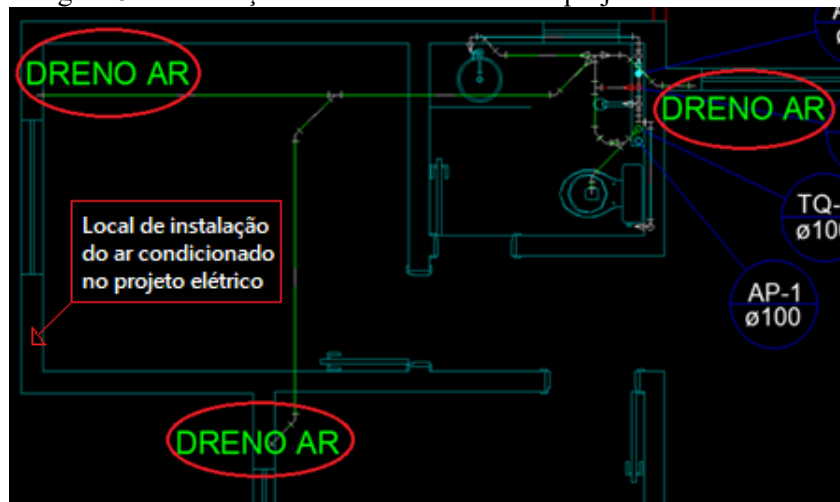 DRENO AR
DRENO AR
Local de instalação
do ar condicionado
no projeto elétrico
TQ-
AP-1
ø100
DRENO AR